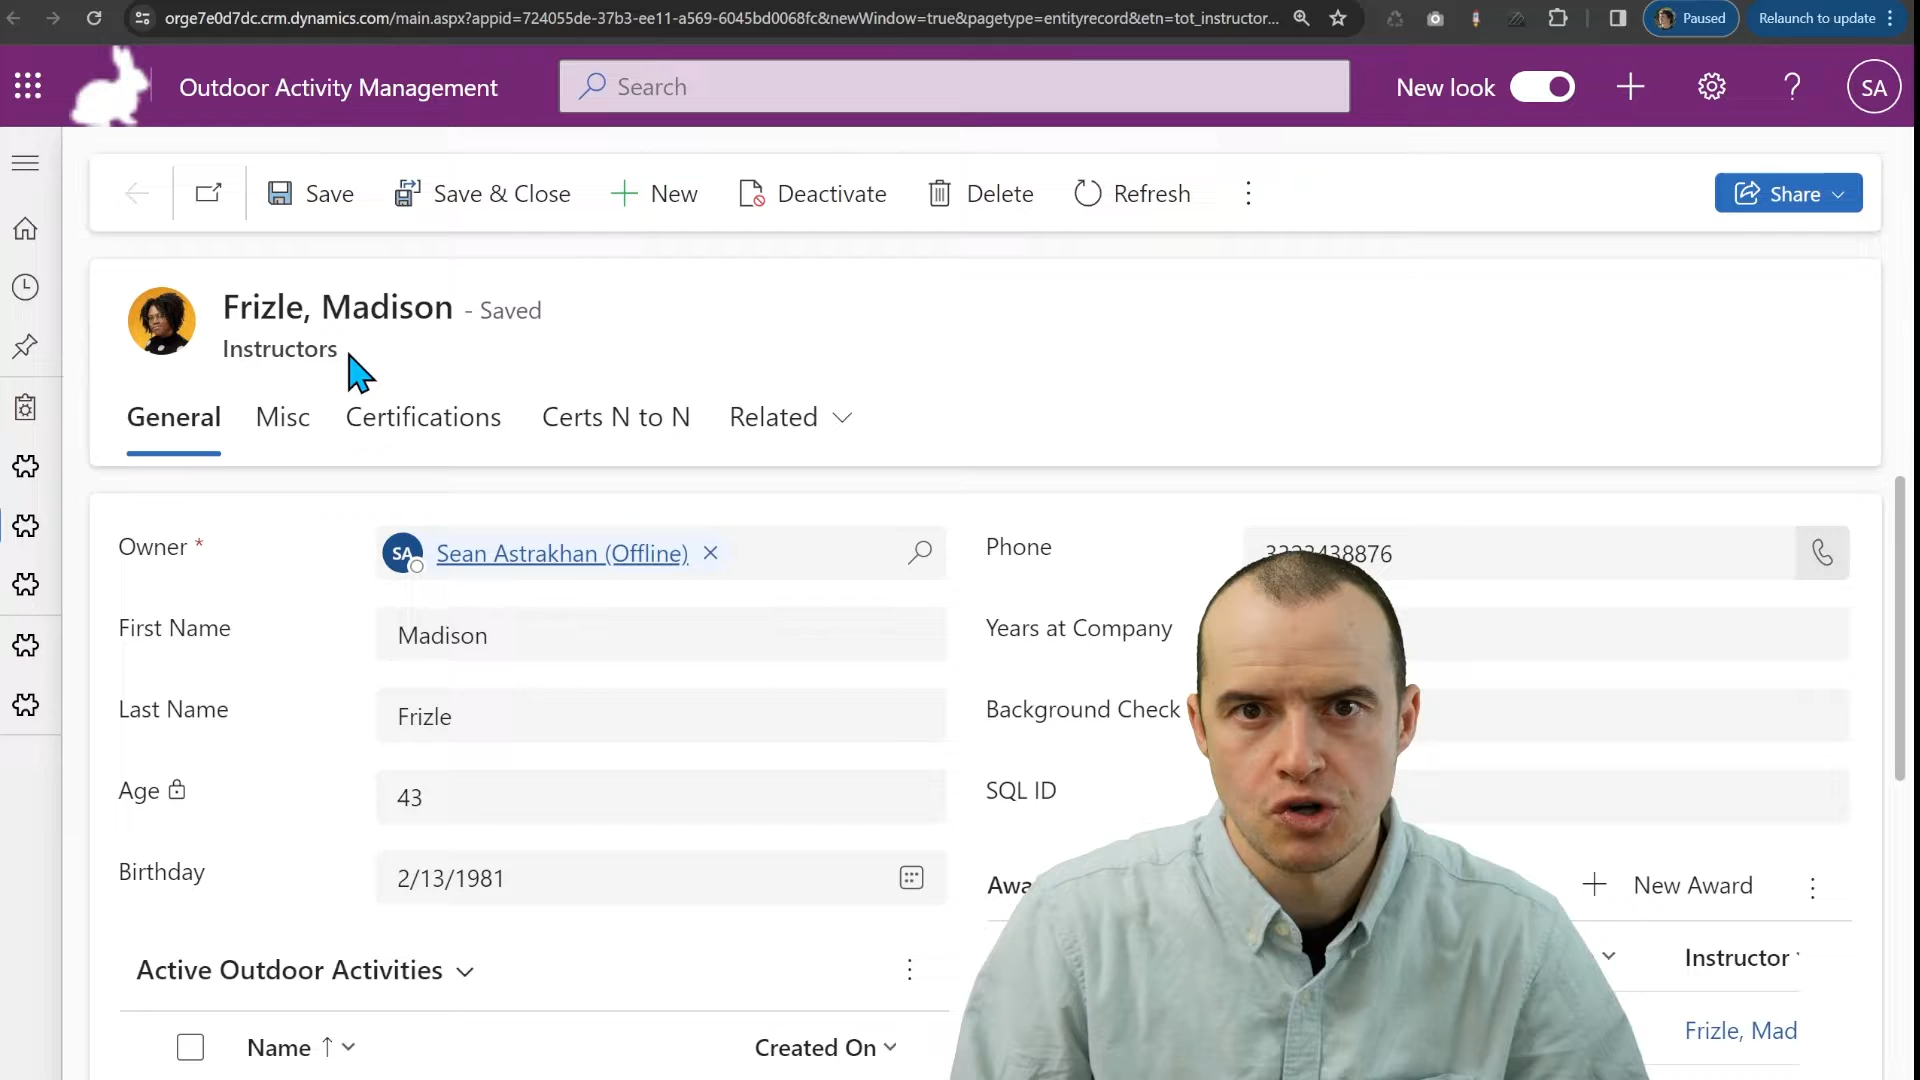 orge7e0d7dc.crm.dynamics.com/main.aspx?appid=724055de-37b3-ee11-a569-6045bd0068fc&newWindow=true&pagetype=entityrecord&etn=tot_instructor...
Paused
Relaunch to update
Outdoor Activity Management
Search
New look
SA
Save
Save & Close
New
Deactivate
Delete
Refresh
Share
Frizle, Madison - Saved
Instructors
General
Misc
Certifications
Certs N to N
Related
Owner *
SA
Sean Astrakhan (Offline)
Phone
3323438876
First Name
Madison
Years at Company
Last Name
Frizle
Background Check
Age
43
SQL ID
Birthday
2/13/1981
New Award
Active Outdoor Activities
Instructor
Name
Created On
Frizle, Mad